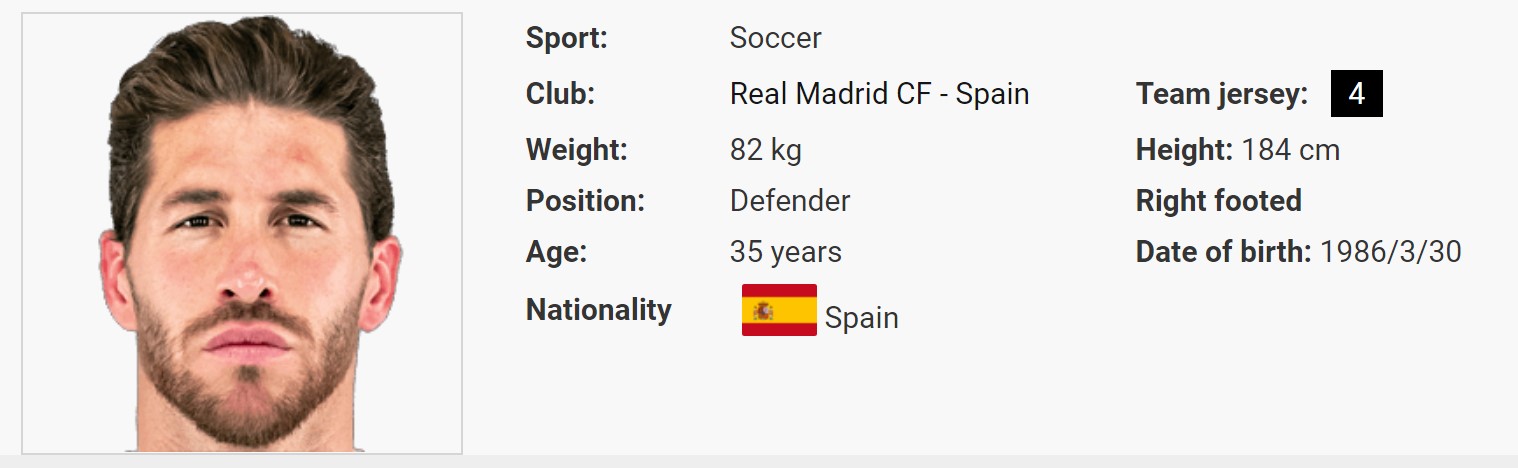 Sport: Soccer
Club: Real Madrid CF - Spain Team jersey: 4
Weight: 82 kg Height: 184 cm
Position: Defender Right footed
Age: 35 years Date of birth: 1986/3/30
Nationality Spain